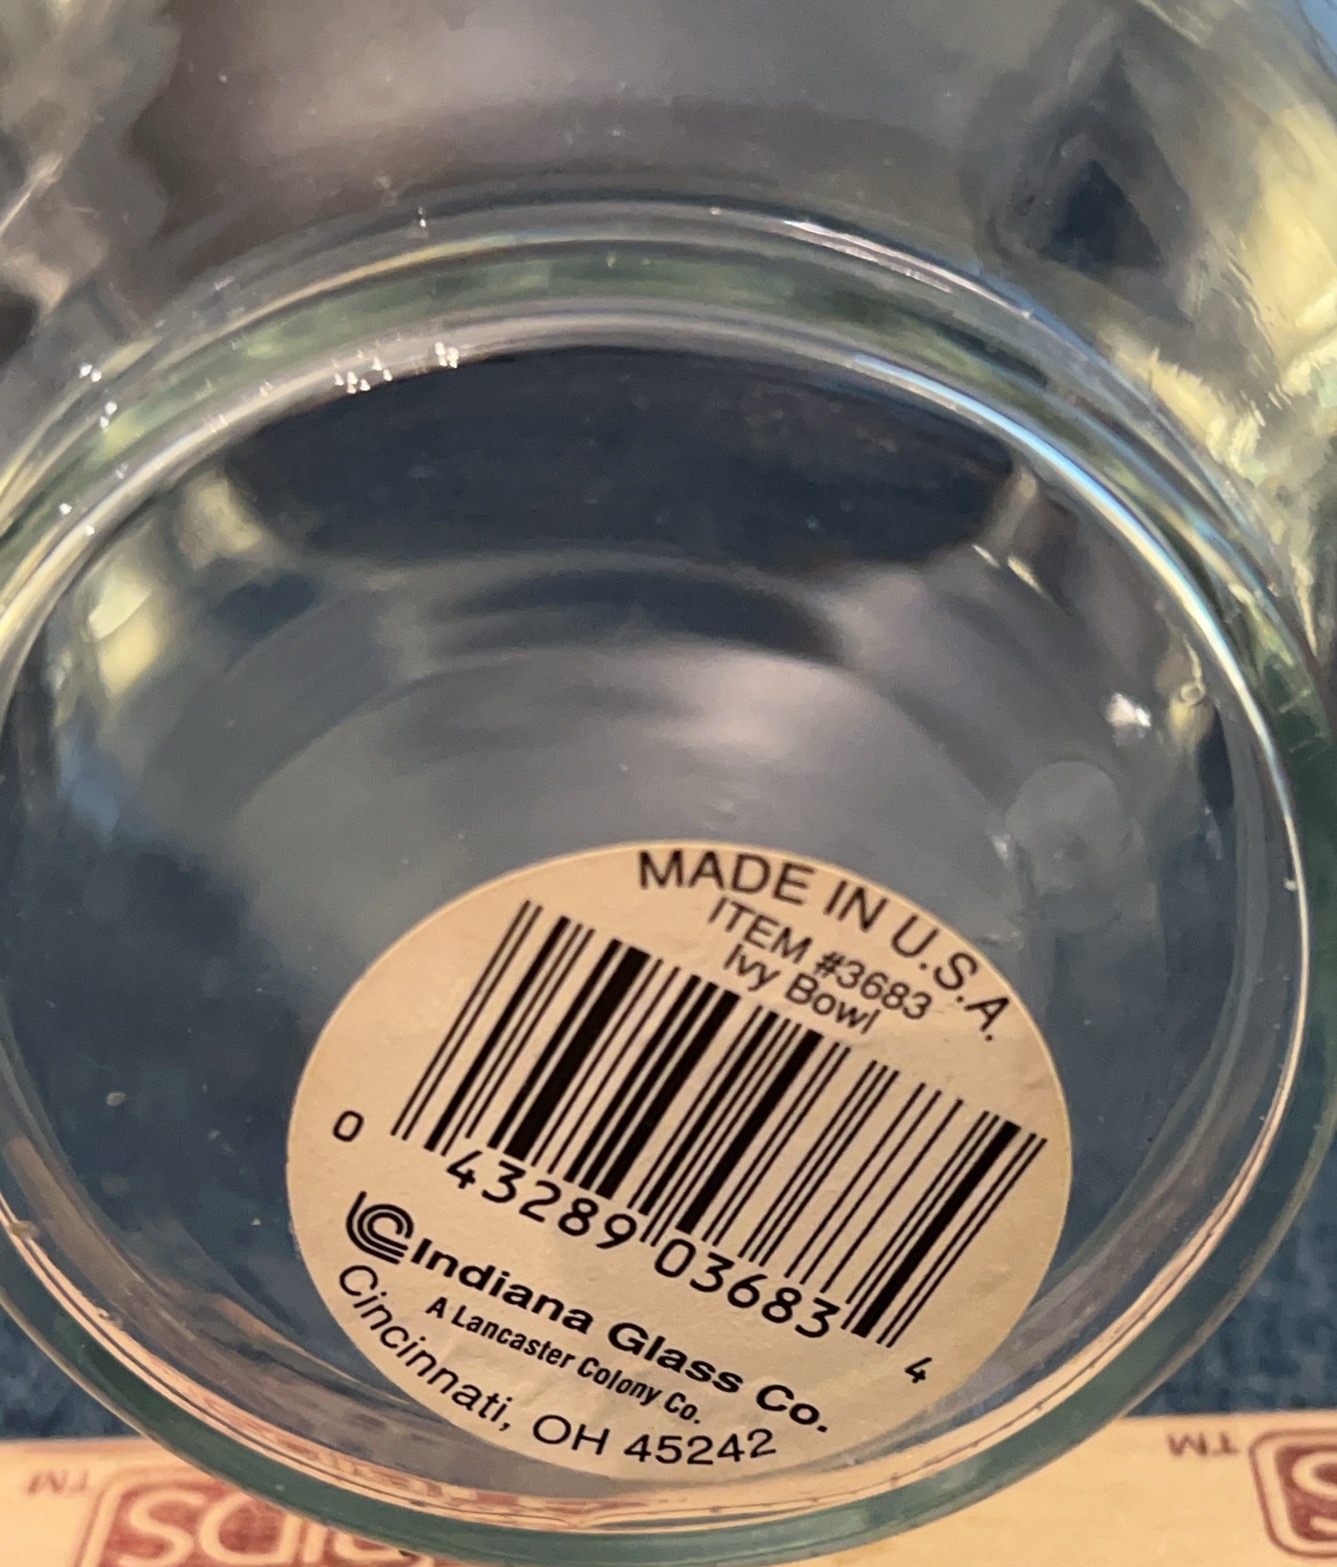 MADE IN U.S.A.
ITEM #3683
Ivy Bowl
0 43289 03683 4
Indiana Glass Co.
A Lancaster Colony Co.
Cincinnati, OH 45242
TM
TM